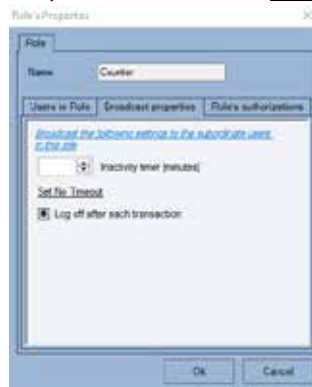 Role's Properties
Role
Name
Counter
Users in Role
Broadcast properties
Role's authorizations
Broadcast the following settings to the subordinate users
in this role
Inactivity timer (minutes)
Set No Timeout
Log off after each transaction
Ok
Cancel